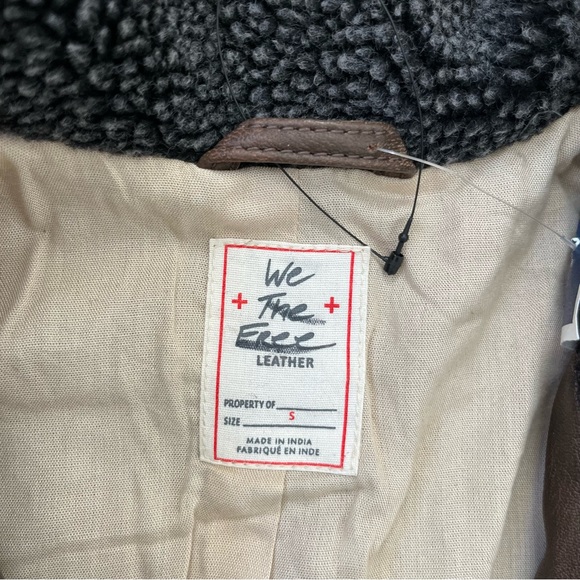 We
+ The +
Free
LEATHER
PROPERTY OF
SIZE S
MADE IN INDIA
FABRIQUÉ EN INDE